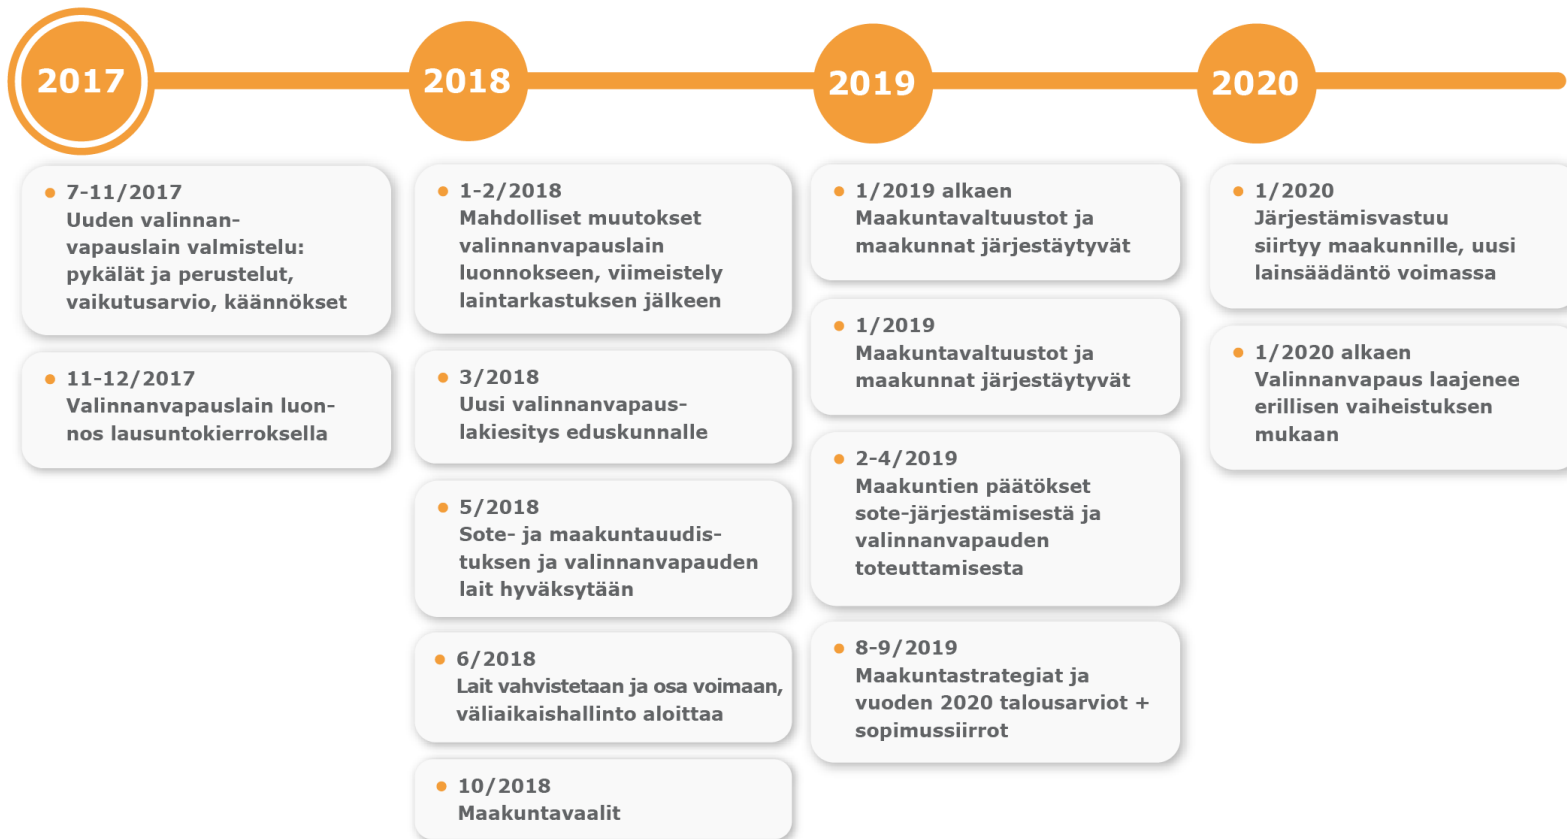 2017
7-11/2017
Uuden valinnan-
vapauslain valmistelu:
pykälät ja perustelut,
vaikutusarvio, käännökset
11-12/2017
Valinnanvapauslain luon-
nos lausuntokierroksella
2018
1-2/2018
Mahdolliset muutokset
valinnanvapauslain
luonnokseen, viimeistely
laintarkastuksen jälkeen
3/2018
Uusi valinnanvapaus-
lakiesitys eduskunnalle
5/2018
Sote- ja maakuntauudis-
tuksen ja valinnanvapauden
lait hyväksytään
6/2018
Lait vahvistetaan ja osa voimaan,
väliaikaishallinto aloittaa
10/2018
Maakuntavaalit
2019
1/2019 alkaen
Maakuntavaltuustot ja
maakunnat järjestäytyvät
1/2019
Maakuntavaltuustot ja
maakunnat järjestäytyvät
2-4/2019
Maakuntien päätökset
sote-järjestämisestä ja
valinnanvapauden
toteuttamisesta
8-9/2019
Maakuntastrategiat ja
vuoden 2020 talousarviot +
sopimussiirrot
2020
1/2020
Järjestämisvastuu
siirtyy maakunnille, uusi
lainsäädäntö voimassa
1/2020 alkaen
Valinnanvapaus laajenee
erillisen vaiheistuksen
mukaan